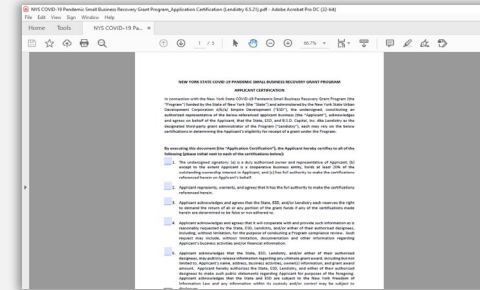 NYS COVID-19 Pandemic Small Business Recovery Grant Program_Application Certification (Lendistry 6.5.21).pdf - Adobe Acrobat Pro DC (32-bit)
File Edit View Sign Window Help
Home Tools NYS COVID-19 Pa... ×
1 / 5 66.7%
NEW YORK STATE COVID-19 PANDEMIC SMALL BUSINESS RECOVERY GRANT PROGRAM
APPLICANT CERTIFICATION
In connection with the New York State COVID-19 Pandemic Small Business Recovery Grant Program (the
"Program") funded by the State of New York (the "State") and administered by the New York State Urban
Development Corporation d/b/a/ Empire Development ("ESD"), the undersigned, constituting an
authorized representative of the below-referenced applicant business (the "Applicant"), acknowledges
and agrees on behalf of Applicant, that the State, ESD, and B.S.D. Capital, Inc. dba Lendistry as the
designated third-party grant administrator of the Program ("Lendistry"), each may rely on the below
certifications in determining the Applicant's eligibility for receipt of a grant under the Program.
By executing this document (the "Application Certification"), the Applicant hereby certifies to all of the
following (please initial next to each of the certifications below):
1. The undersigned signatory: (a) is a duly authorized owner and representative of Applicant, (b)
except to the extent Applicant is a cooperative business entity, holds at least 20% of the
outstanding ownership interest in Applicant, and (c) has full authority to make the certifications
referenced herein on Applicant's behalf.
2. Applicant represents, warrants, and agrees that it has the full authority to make the certifications
referenced herein.
3. Applicant acknowledges and agrees that the State, ESD, and/or Lendistry each reserves the right
to demand the return of all or any portion of the grant funds if any of the certifications made
herein are determined to be false or not adhered to.
4. Applicant acknowledges and agrees that it will cooperate with and provide such information as is
reasonably requested by the State, ESD, Lendistry, and/or either of their authorized designees,
including, without limitation, for the purpose of conducting a Program compliance review. Such
request may include, without limitation, documentation and other information regarding
Applicant's business activities and/or financial information.
5. Applicant acknowledges that the State, ESD, Lendistry, and/or either of their authorized
designees, may publicly release information regarding any ultimate grant award, including but not
limited to, Applicant's name, address, business activities, owner(s) information, and grant award
amount. Applicant hereby authorizes the State, ESD, Lendistry, and either of their authorized
designees to make such public statements regarding Applicant for purposes of the foregoing.
Applicant acknowledges that the State and ESD are subject to the New York Freedom of
Information Law and any information within its custody and/or control may be subject to